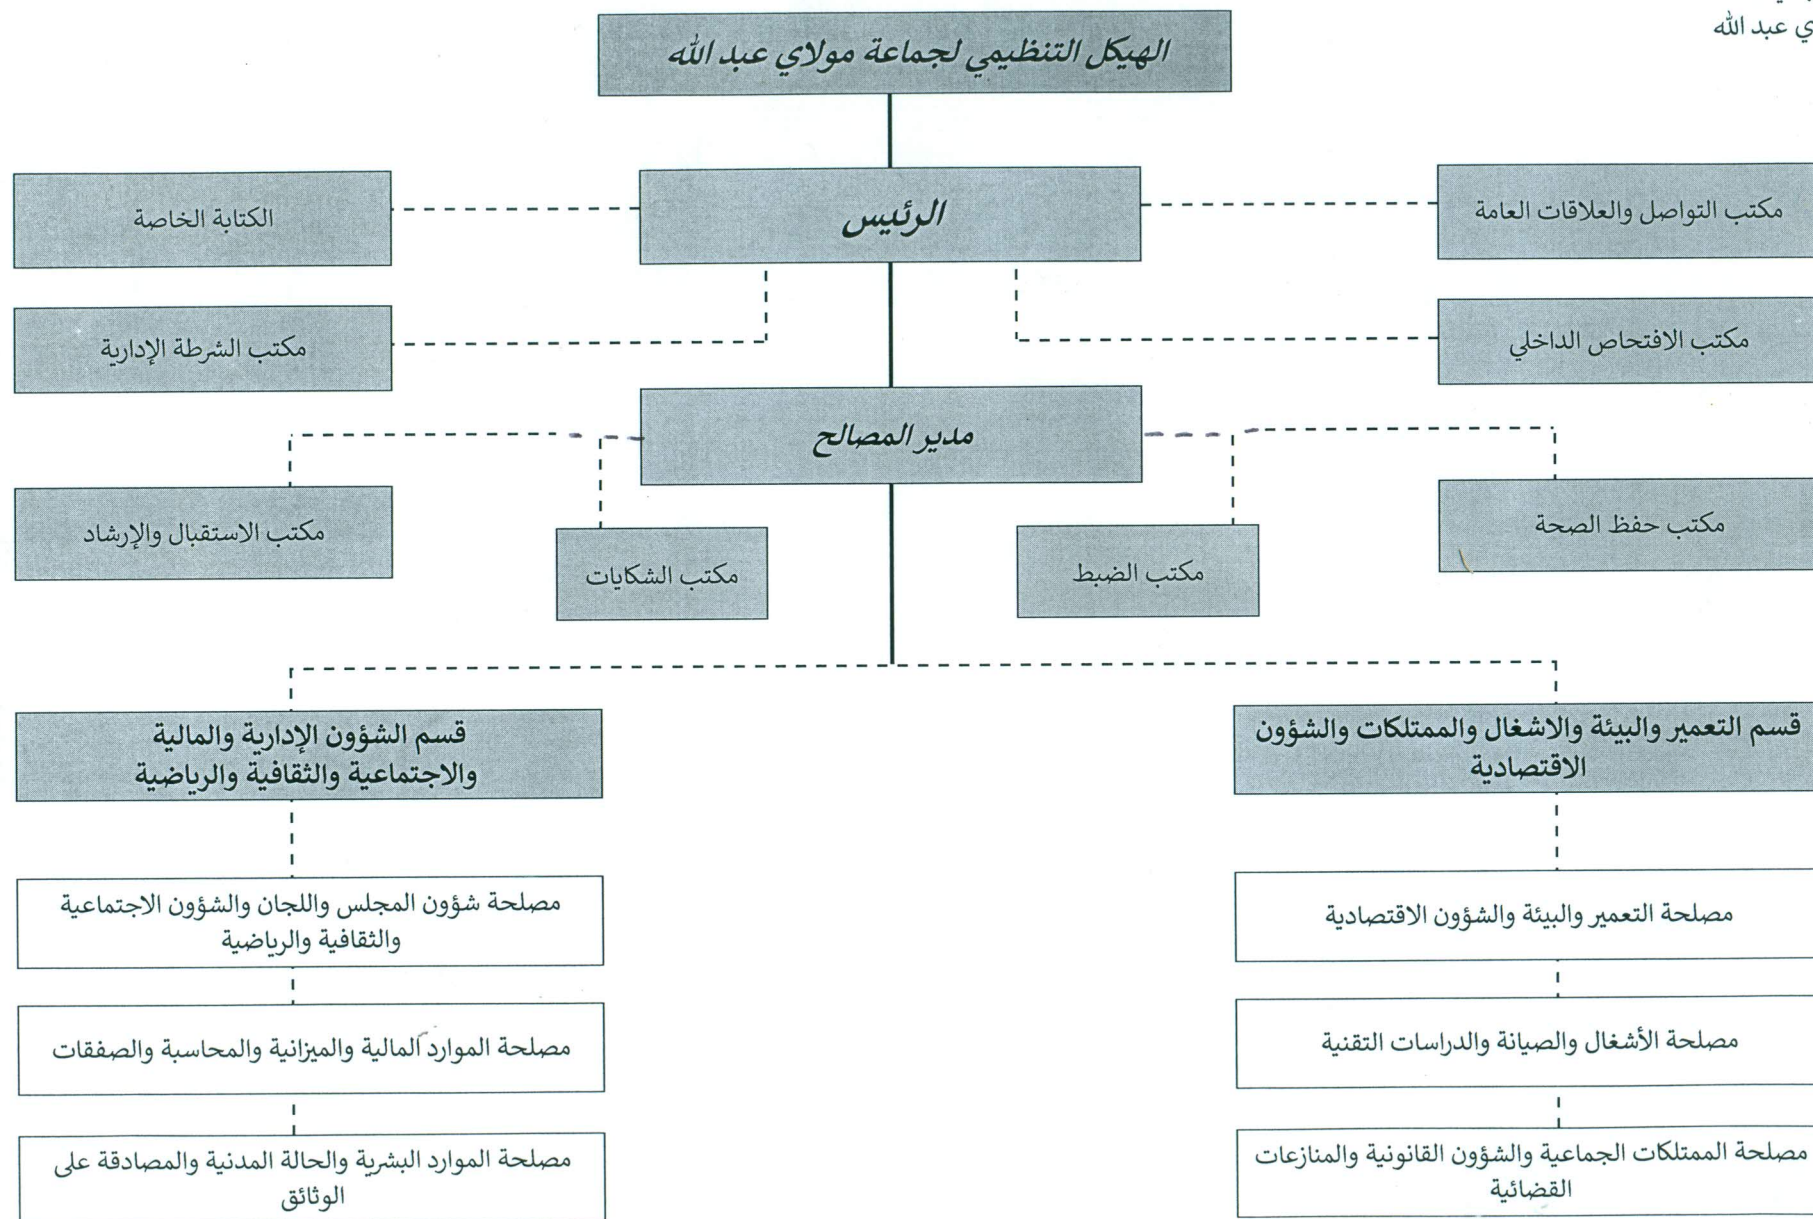 ي عبد الله
الهيكل التنظيمي لجماعة مولاي عبد الله
مكتب التواصل والعلاقات العامة
الرئيس
الكتابة الخاصة
مكتب الافتحاص الداخلي
مكتب الشرطة الإدارية
مدير المصالح
مكتب حفظ الصحة
مكتب الضبط
مكتب الشكايات
مكتب الاستقبال والإرشاد
قسم التعمير والبيئة والاشغال والممتلكات والشؤون
الاقتصادية
قسم الشؤون الإدارية والمالية
والاجتماعية والثقافية والرياضية
مصلحة التعمير والبيئة والشؤون الاقتصادية
مصلحة شؤون المجلس واللجان والشؤون الاجتماعية
والثقافية والرياضية
مصلحة الأشغال والصيانة والدراسات التقنية
مصلحة الموارد المالية والميزانية والمحاسبة والصفقات
مصلحة الممتلكات الجماعية والشؤون القانونية والمنازعات
القضائية
مصلحة الموارد البشرية والحالة المدنية والمصادقة على
الوثائق